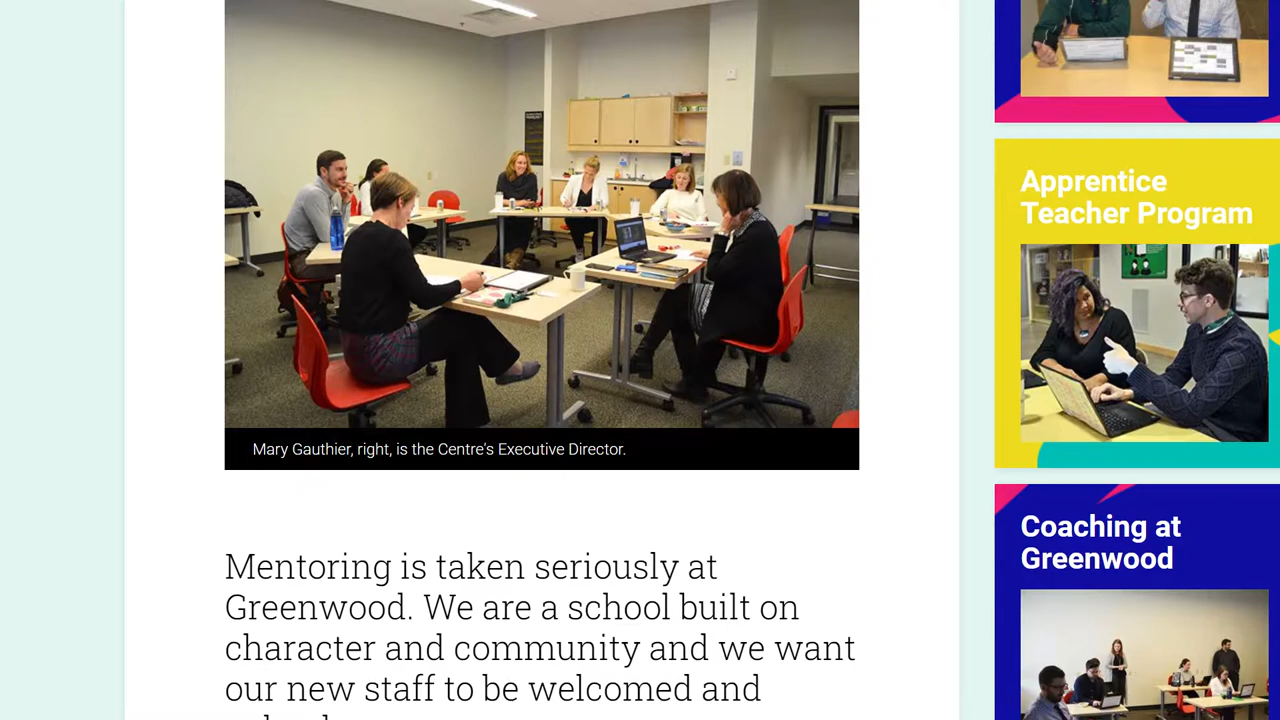 Mary Gauthier, right, is the Centre's Executive Director.
Mentoring is taken seriously at
Greenwood. We are a school built on
character and community and we want
our new staff to be welcomed and
Apprentice
Teacher Program
Coaching at
Greenwood